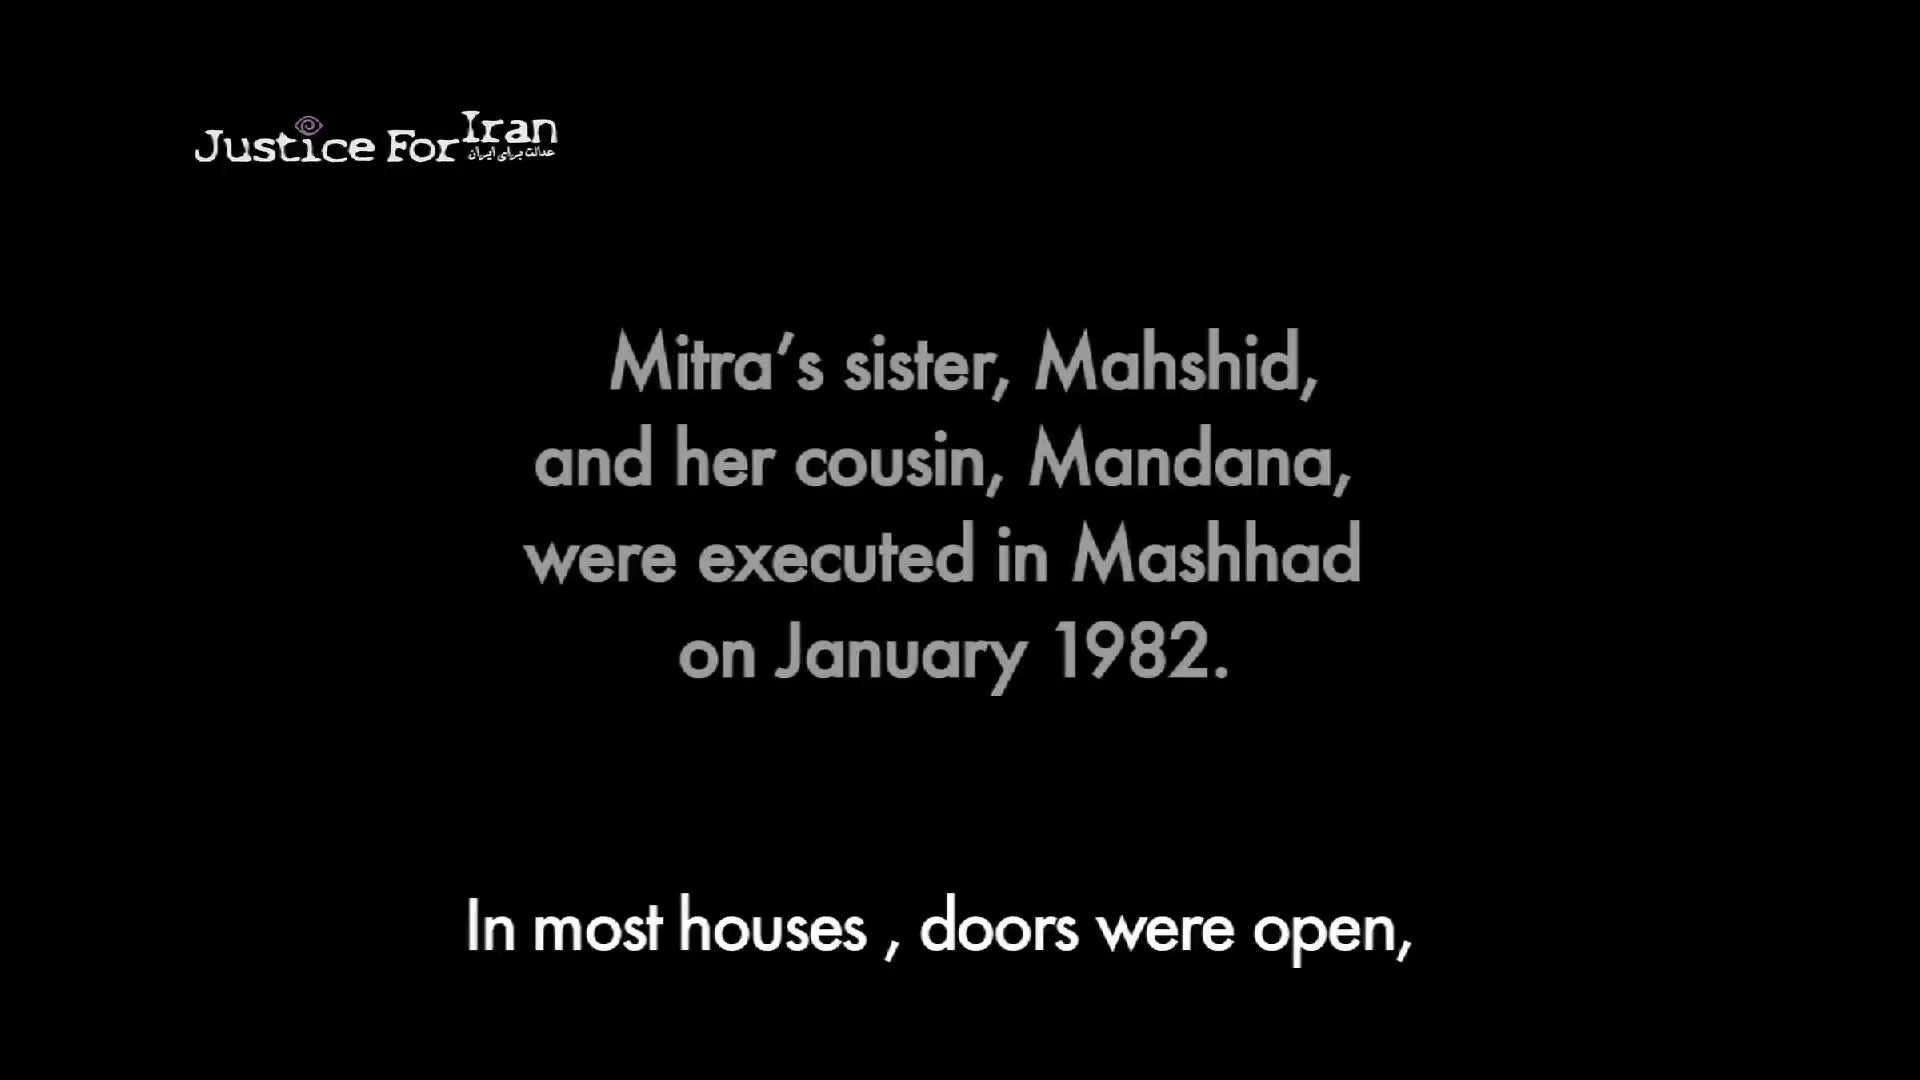 Justice For Iran
عدالت برای ایران
Mitra’s sister, Mahshid,
and her cousin, Mandana,
were executed in Mashhad
on January 1982.
In most houses , doors were open,